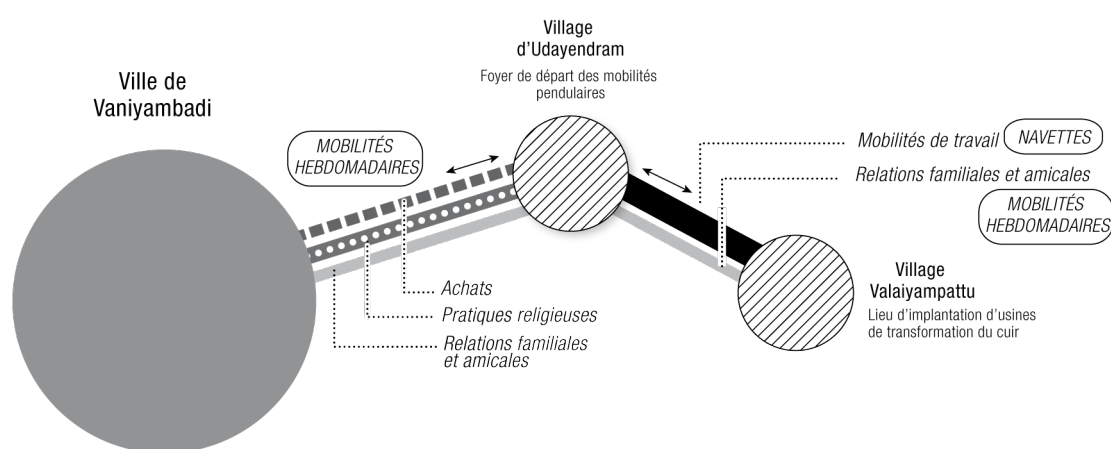 Ville de
Vaniyambadi
Village
d'Udayendram
Foyer de départ des mobilités
pendulaires
MOBILITÉS
HEBDOMADAIRES
Mobilités de travail
NAVETTES
Relations familiales et amicales
MOBILITÉS
HEBDOMADAIRES
Achats
Pratiques religieuses
Relations familiales
et amicales
Village
Valaiyampattu
Lieu d'implantation d'usines
de transformation du cuir